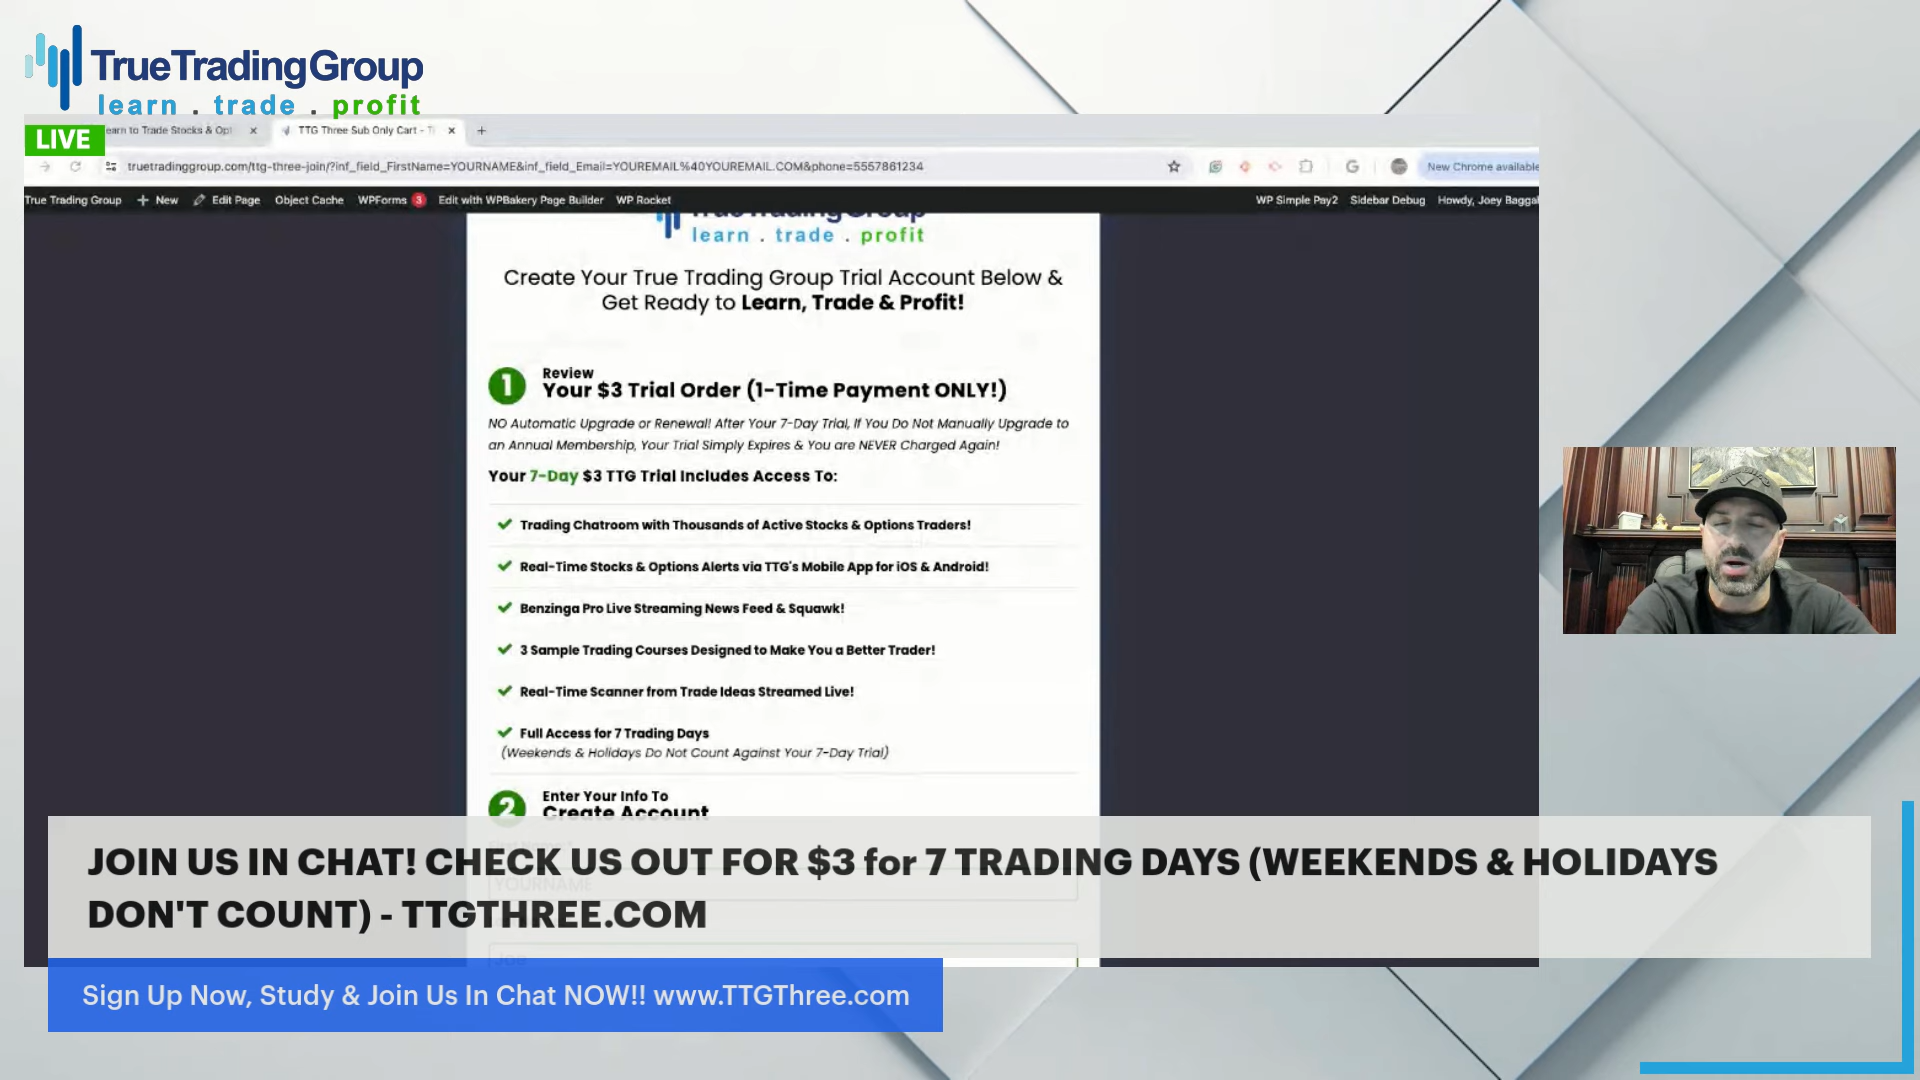 TrueTradingGroup
learn . trade . profit
LIVE
earn to Trade Stocks & Opt
TTG Three Sub Only Cart - T
truetradinggroup.com/ttg-three-join/?inf_field_FirstName=YOURNAME&inf_field_Email=YOUREMAIL%40YOUREMAIL.COM&phone=5557861234
New Chrome available
True Trading Group + New Edit Page Object Cache WPForms 3 Edit with WPBakery Page Builder WP Rocket WP Simple Pay2 Sidebar Debug Howdy, Joey Baggal
TrueTradingGroup
learn . trade . profit
Create Your True Trading Group Trial Account Below &
Get Ready to Learn, Trade & Profit!
1 Review
Your $3 Trial Order (1-Time Payment ONLY!)
NO Automatic Upgrade or Renewal! After Your 7-Day Trial, If You Do Not Manually Upgrade to
an Annual Membership, Your Trial Simply Expires & You are NEVER Charged Again!
Your 7-Day $3 TTG Trial Includes Access To:
Trading Chatroom with Thousands of Active Stocks & Options Traders!
Real-Time Stocks & Options Alerts via TTG's Mobile App for iOS & Android!
Benzinga Pro Live Streaming News Feed & Squawk!
3 Sample Trading Courses Designed to Make You a Better Trader!
Real-Time Scanner from Trade Ideas Streamed Live!
Full Access for 7 Trading Days
(Weekends & Holidays Do Not Count Against Your 7-Day Trial)
2 Enter Your Info To
Create Account
JOIN US IN CHAT! CHECK US OUT FOR $3 for 7 TRADING DAYS (WEEKENDS & HOLIDAYS
YOURNAME
DON'T COUNT) - TTGTHREE.COM
Joe
Sign Up Now, Study & Join Us In Chat NOW!! www.TTGThree.com